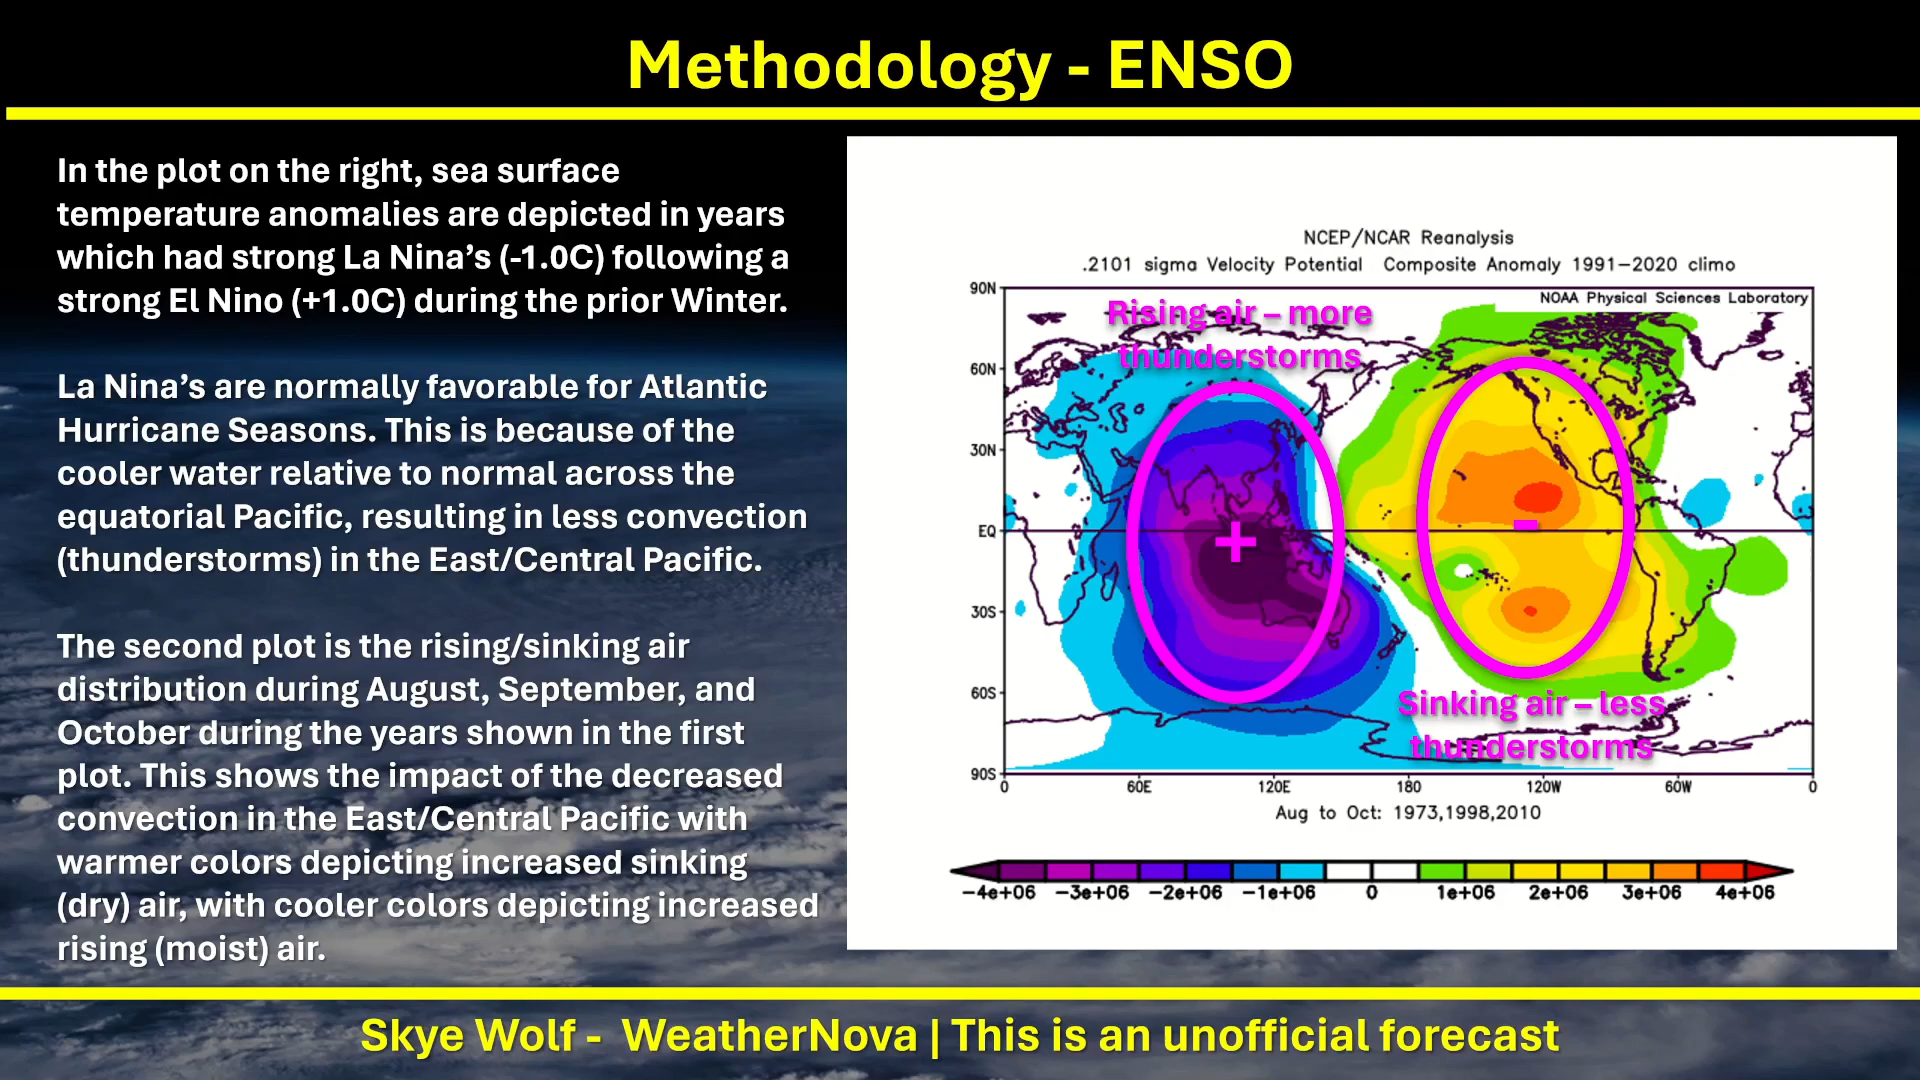 Methodology - ENSO
In the plot on the right, sea surface
temperature anomalies are depicted in years
which had strong La Nina’s (-1.0C) following a
strong El Nino (+1.0C) during the prior Winter.
La Nina’s are normally favorable for Atlantic
Hurricane Seasons. This is because of the
cooler water relative to normal across the
equatorial Pacific, resulting in less convection
(thunderstorms) in the East/Central Pacific.
The second plot is the rising/sinking air
distribution during August, September, and
October during the years shown in the first
plot. This shows the impact of the decreased
convection in the East/Central Pacific with
warmer colors depicting increased sinking
(dry) air, with cooler colors depicting increased
rising (moist) air.
NCEP/NCAR Reanalysis
.2101 sigma Velocity Potential Composite Anomaly 1991-2020 climo
NOAA Physical Sciences Laboratory
Rising air – more
thunderstorms
90N
60N
30N
EQ
30S
60S
90S
+
-
Sinking air – less
thunderstorms
0 60E 120E 180 120W 60W 0
Aug to Oct: 1973,1998,2010
-4e+06 -3e+06 -2e+06 -1e+06 0 1e+06 2e+06 3e+06 4e+06
Skye Wolf - WeatherNova | This is an unofficial forecast